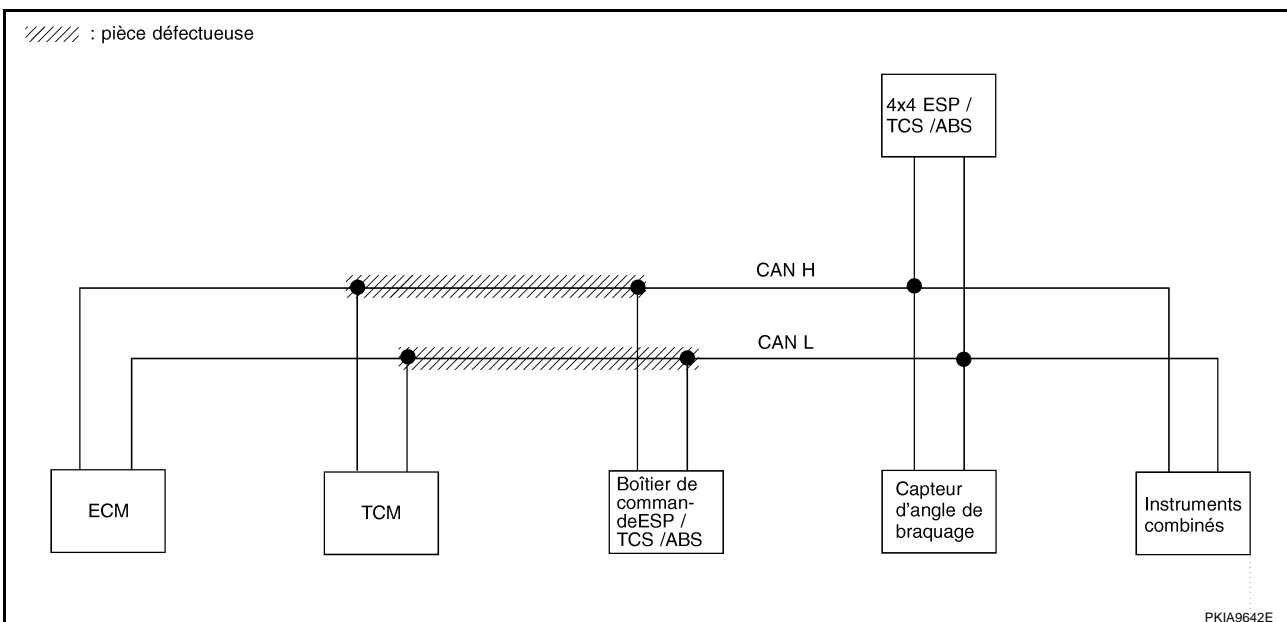 : pièce défectueuse
4x4 ESP /
TCS /ABS
CAN H
CAN L
ECM
TCM
Boîtier de
comman-
deESP /
TCS /ABS
Capteur
d'angle de
braquage
Instruments
combinés
PKIA9642E